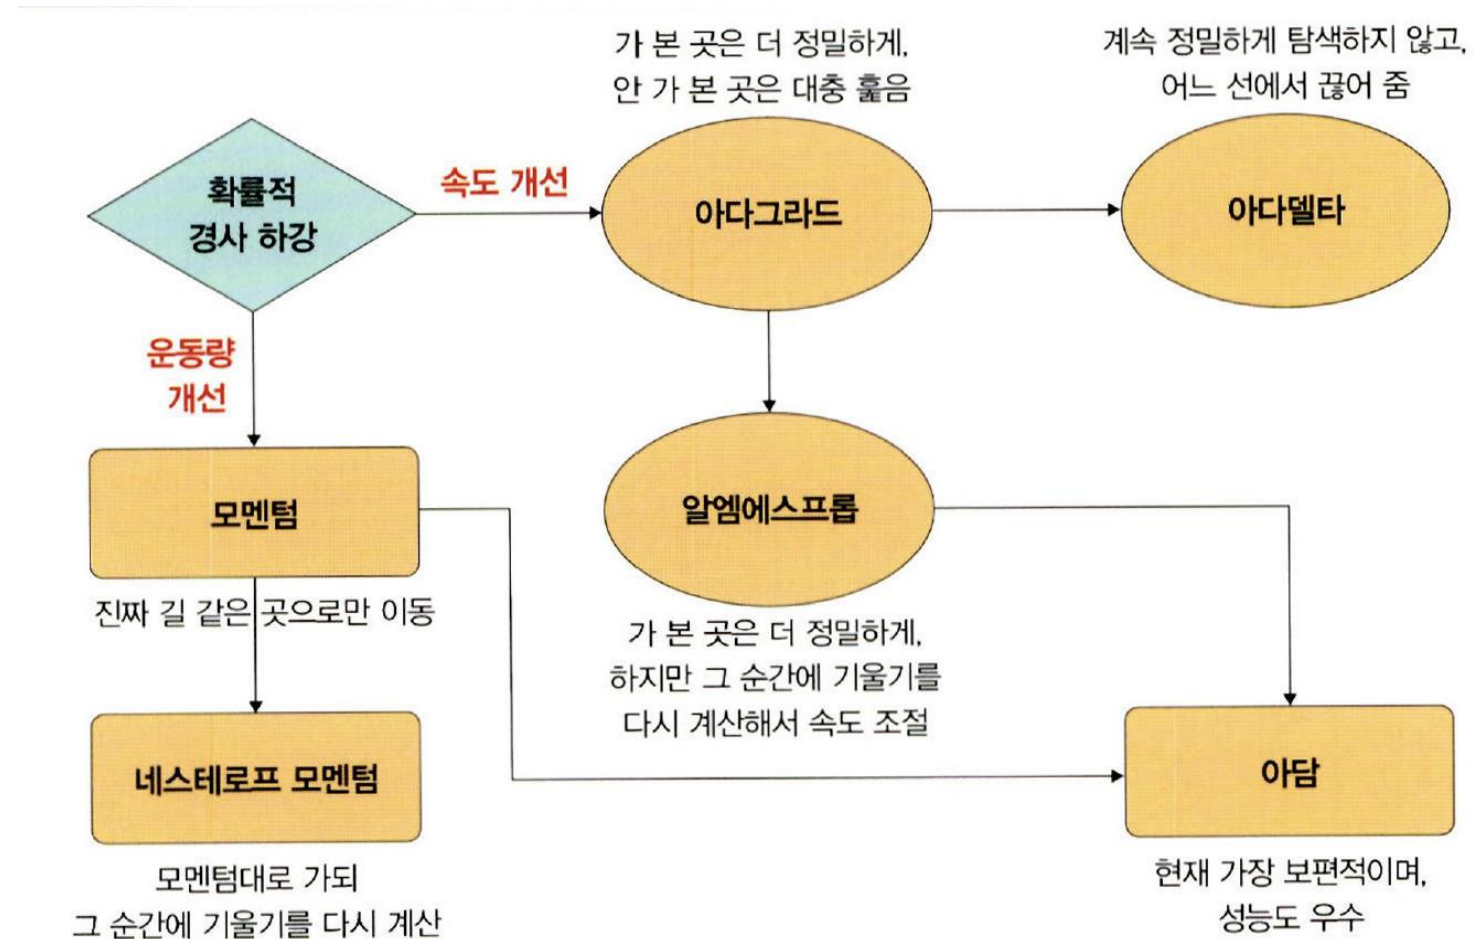 가 본 곳은 더 정밀하게,
안 가 본 곳은 대충 훑음
계속 정밀하게 탐색하지 않고,
어느 선에서 끊어 줌
확률적
경사 하강
속도 개선
아다그라드
아다델타
운동량
개선
모멘텀
진짜 길 같은 곳으로만 이동
알엠에스프롭
가 본 곳은 더 정밀하게,
하지만 그 순간에 기울기를
다시 계산해서 속도 조절
네스테로프 모멘텀
모멘텀대로 가되
그 순간에 기울기를 다시 계산
아담
현재 가장 보편적이며,
성능도 우수